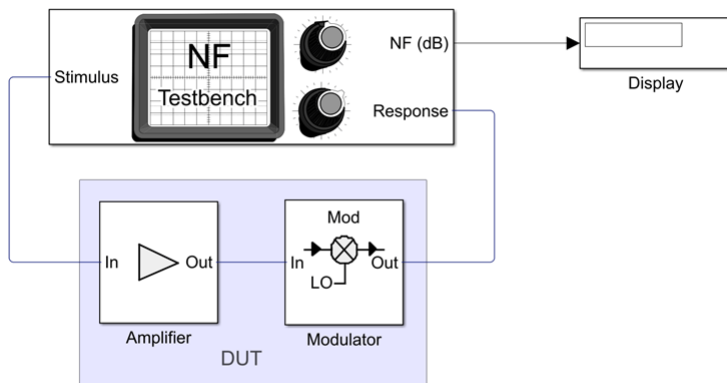 NF
Testbench
Stimulus
NF (dB)
Response
Display
In
Out
Amplifier
Mod
In
Out
LO
Modulator
DUT